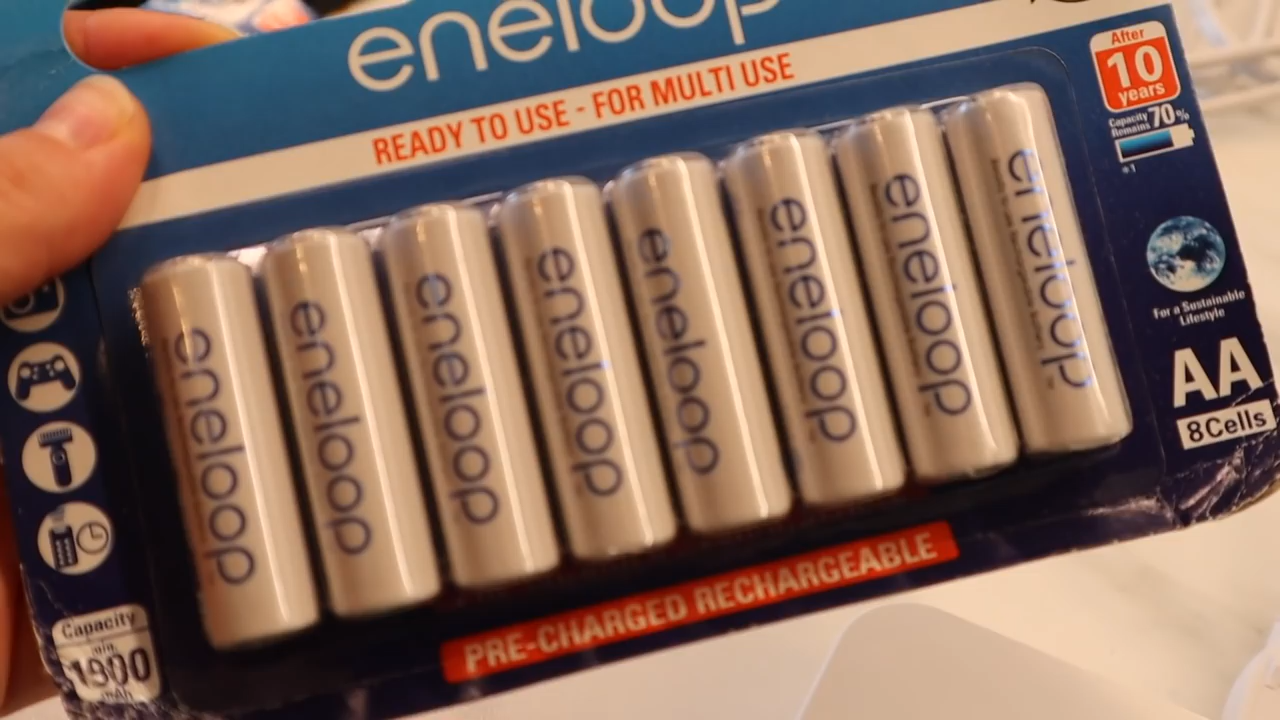 eneloop
READY TO USE - FOR MULTI USE
After
10
years
Capacity
Remains 70%
*1
For a Sustainable
Lifestyle
AA
8Cells
eneloop
eneloop
eneloop
eneloop
eneloop
eneloop
eneloop
eneloop
PRE-CHARGED RECHARGEABLE
Capacity
min.
1900
mAh